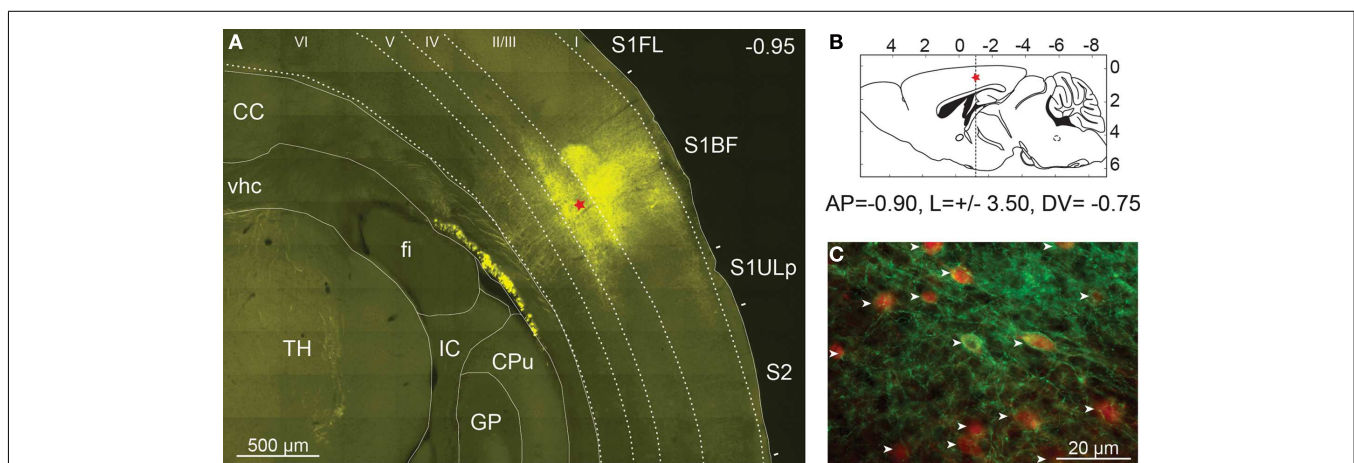 A
VI V IV II/III I S1FL -0.95
CC
S1BF
vhc
fi
S1ULp
TH IC CPu S2
GP
500 µm
B
4 2 0 -2 -4 -6 -8
0
2
4
6
AP=-0.90, L=+/- 3.50, DV= -0.75
C
20 µm